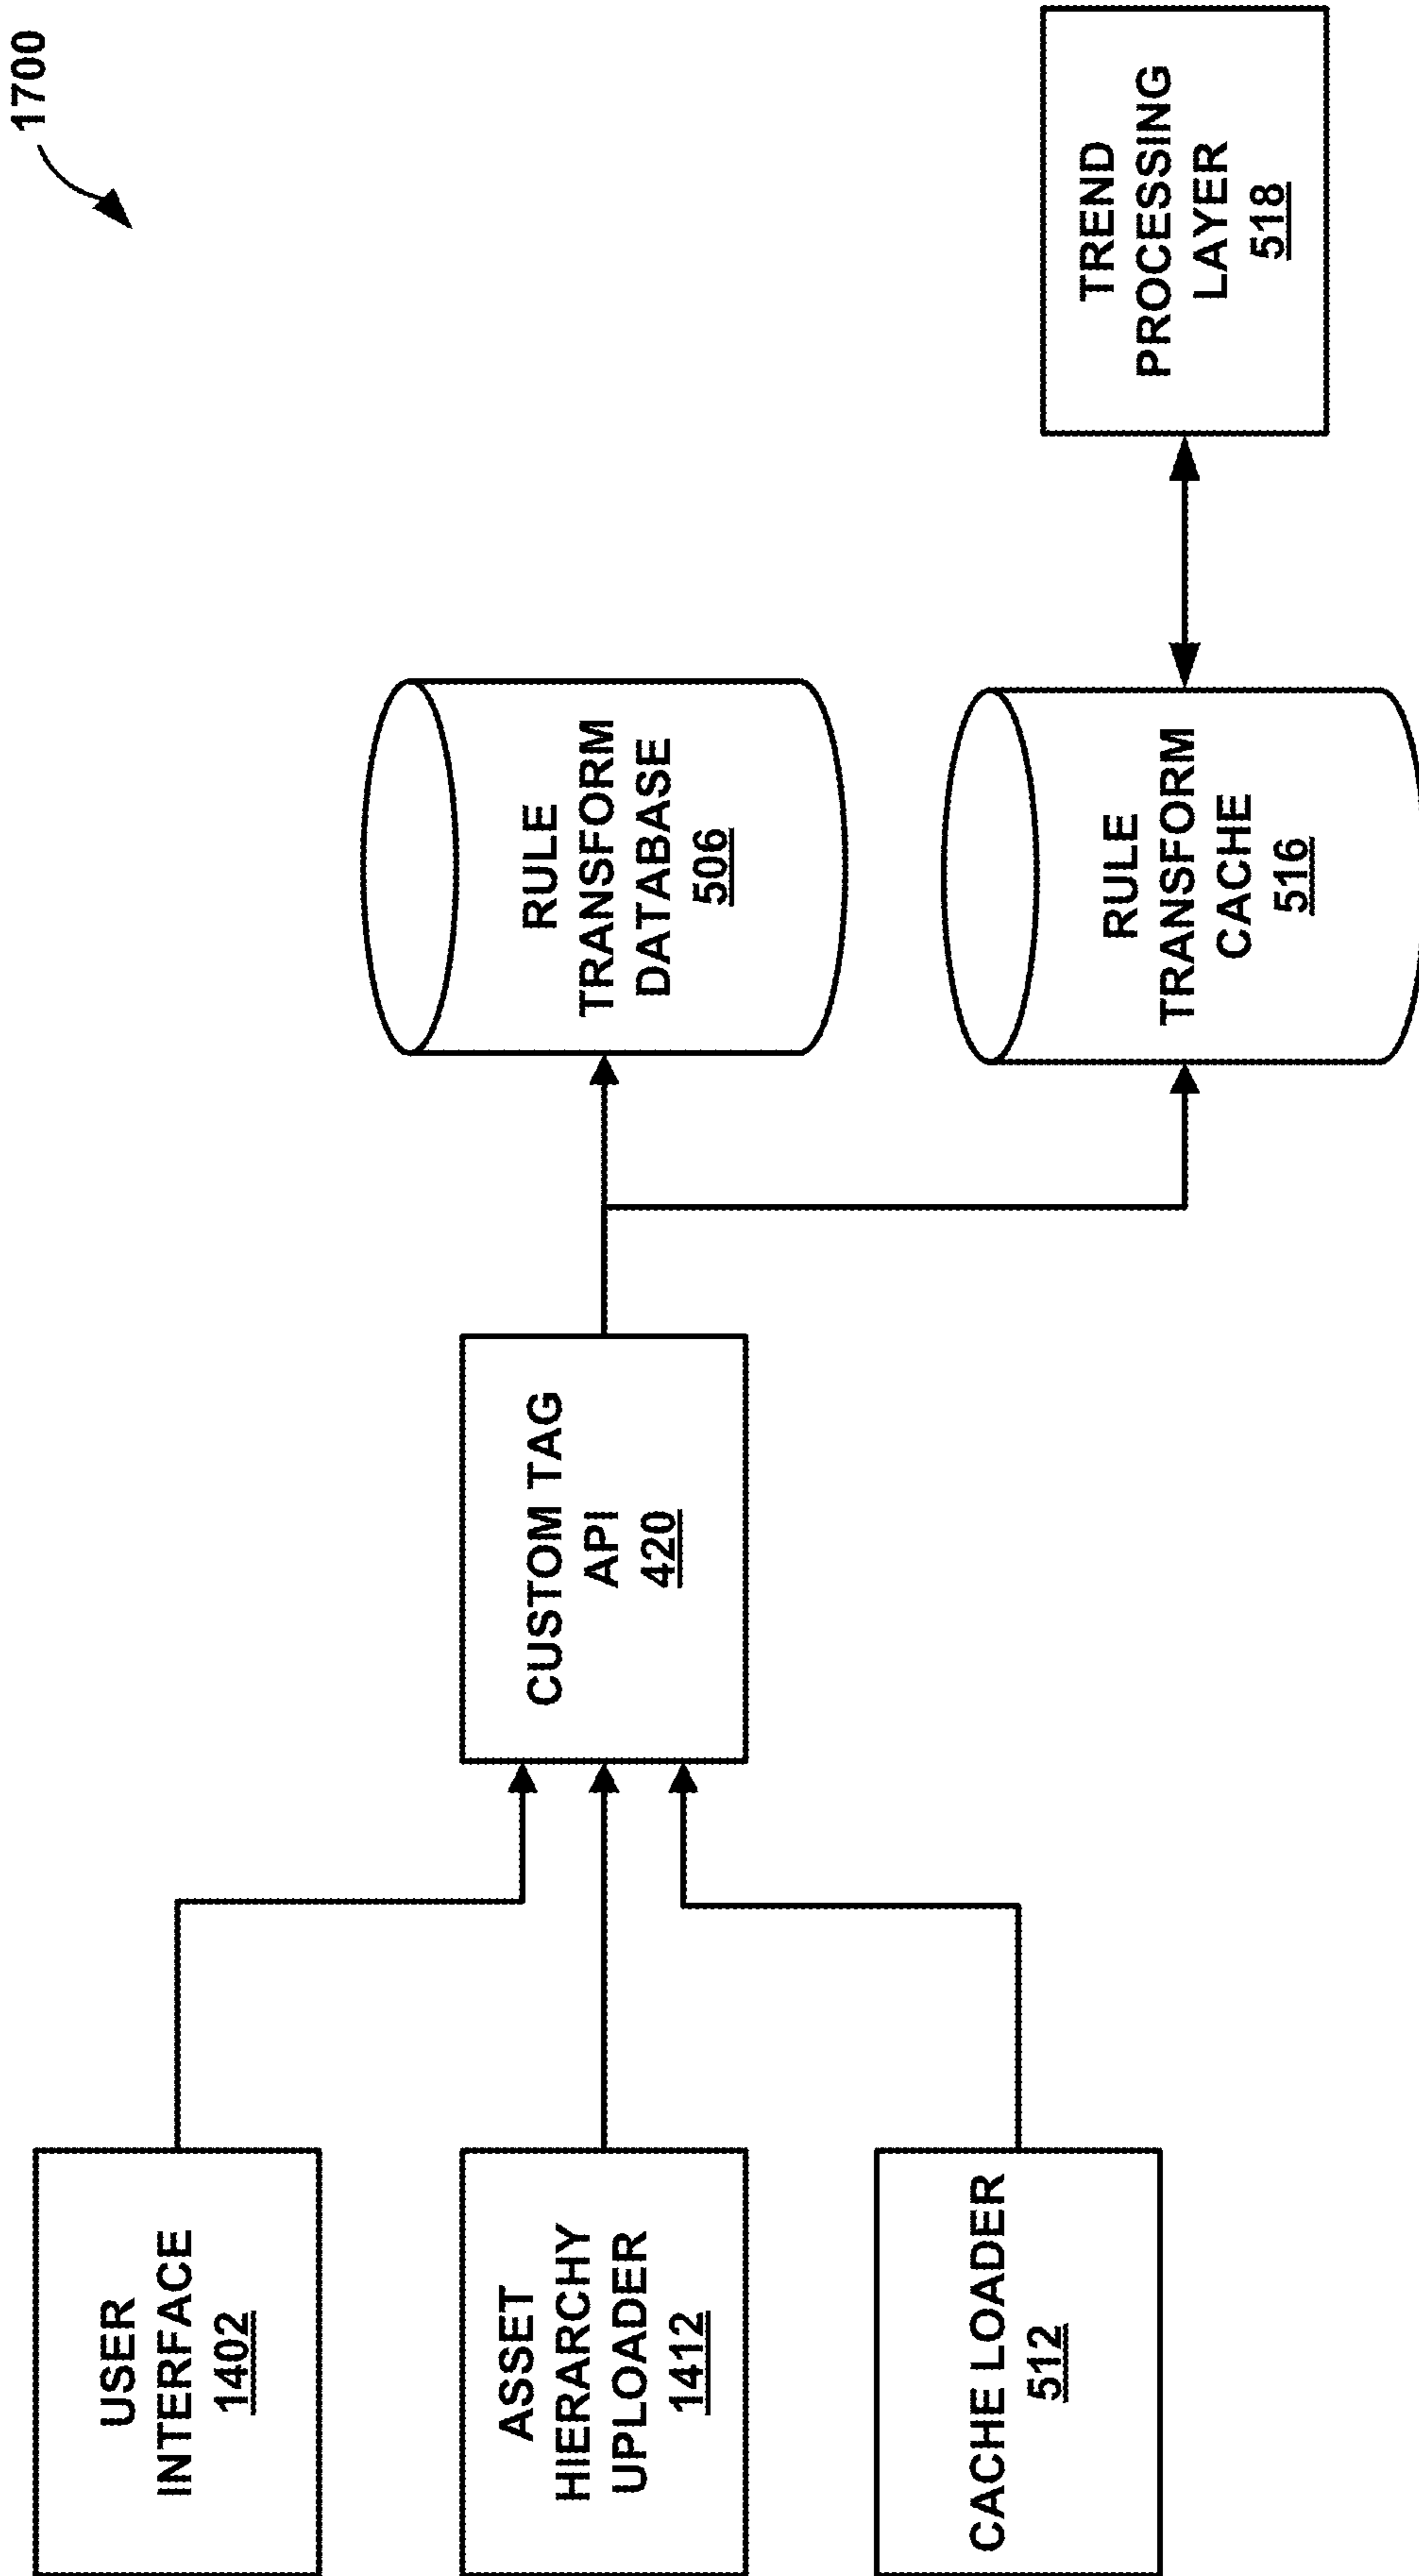 1700
USER
INTERFACE
1402
ASSET
HIERARCHY
UPLOADER
1412
CACHE LOADER
512
CUSTOM TAG
API
420
RULE
TRANSFORM
DATABASE
506
RULE
TRANSFORM
CACHE
516
TREND
PROCESSING
LAYER
518